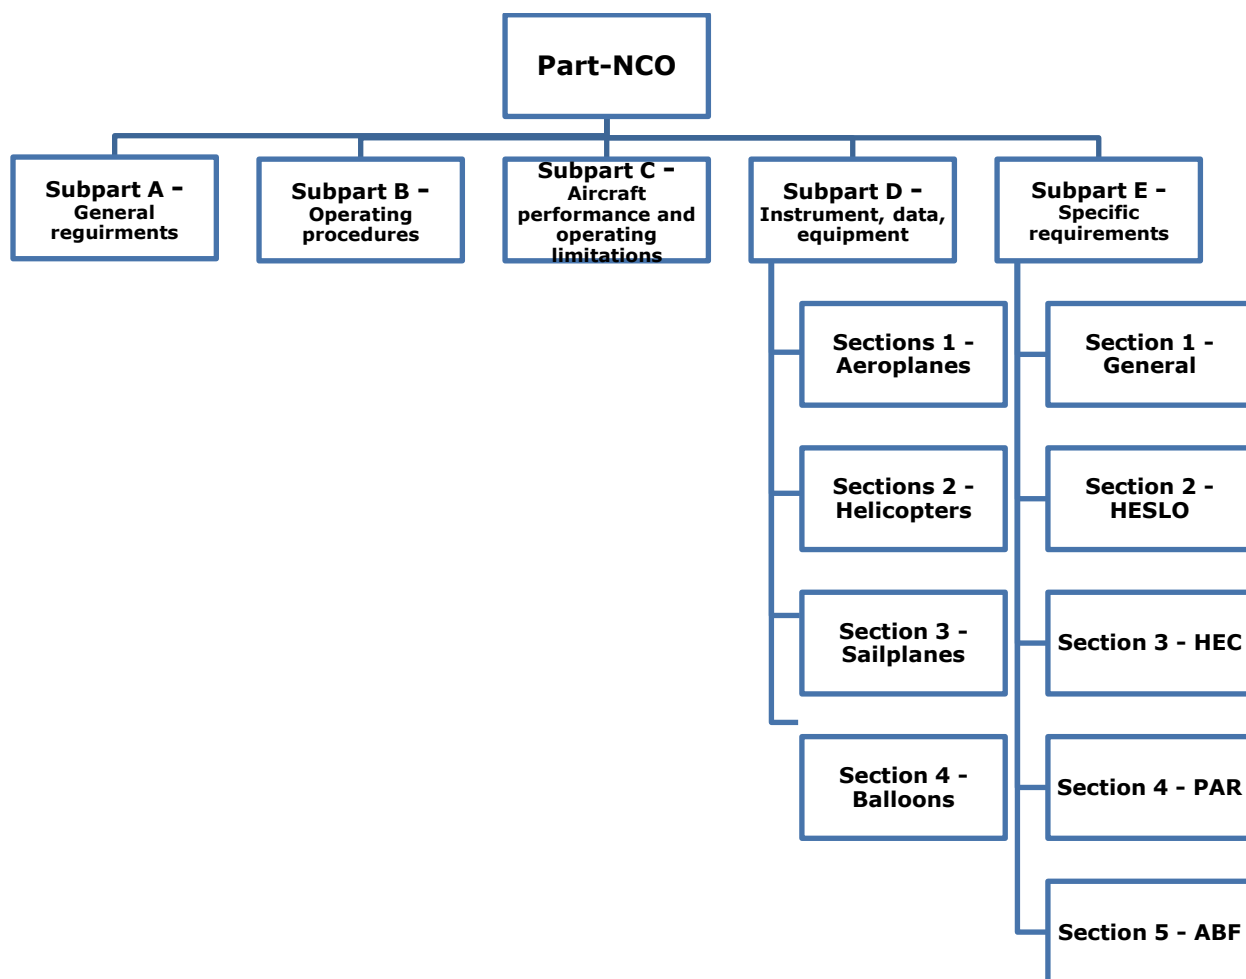 Part-NCO
Subpart A –
General
reguirments
Subpart B –
Operating
procedures
Subpart C –
Aircraft
performance and
operating
limitations
Subpart D –
Instrument, data,
equipment
Subpart E –
Specific
requirements
Sections 1 -
Aeroplanes
Sections 2 -
Helicopters
Section 3 -
Sailplanes
Section 4 -
Balloons
Section 1 -
General
Section 2 -
HESLO
Section 3 - HEC
Section 4 - PAR
Section 5 - ABF